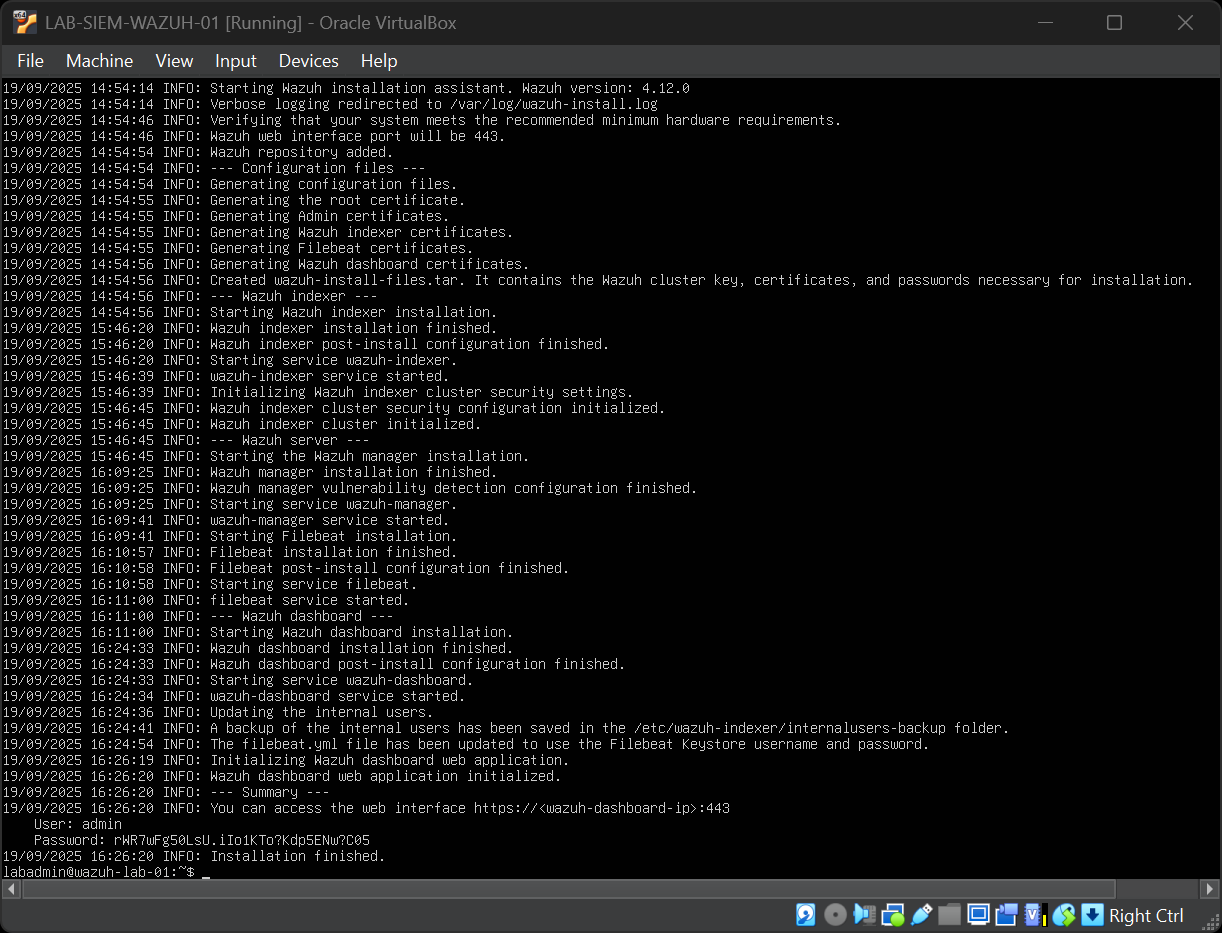 LAB-SIEM-WAZUH-01 [Running] - Oracle VirtualBox
File Machine View Input Devices Help
19/09/2025 14:54:14 INFO: Starting Wazuh installation assistant. Wazuh version: 4.12.0
19/09/2025 14:54:14 INFO: Verbose logging redirected to /var/log/wazuh-install.log
19/09/2025 14:54:46 INFO: Verifying that your system meets the recommended minimum hardware requirements.
19/09/2025 14:54:46 INFO: Wazuh web interface port will be 443.
19/09/2025 14:54:54 INFO: Wazuh repository added.
19/09/2025 14:54:54 INFO: --- Configuration files ---
19/09/2025 14:54:54 INFO: Generating configuration files.
19/09/2025 14:54:55 INFO: Generating the root certificate.
19/09/2025 14:54:55 INFO: Generating Admin certificates.
19/09/2025 14:54:55 INFO: Generating Wazuh indexer certificates.
19/09/2025 14:54:55 INFO: Generating Filebeat certificates.
19/09/2025 14:54:56 INFO: Generating Wazuh dashboard certificates.
19/09/2025 14:54:56 INFO: Created wazuh-install-files.tar. It contains the Wazuh cluster key, certificates, and passwords necessary for installation.
19/09/2025 14:54:56 INFO: --- Wazuh indexer ---
19/09/2025 14:54:56 INFO: Starting Wazuh indexer installation.
19/09/2025 15:46:20 INFO: Wazuh indexer installation finished.
19/09/2025 15:46:20 INFO: Wazuh indexer post-install configuration finished.
19/09/2025 15:46:20 INFO: Starting service wazuh-indexer.
19/09/2025 15:46:39 INFO: wazuh-indexer service started.
19/09/2025 15:46:39 INFO: Initializing Wazuh indexer cluster security settings.
19/09/2025 15:46:45 INFO: Wazuh indexer cluster security configuration initialized.
19/09/2025 15:46:45 INFO: Wazuh indexer cluster initialized.
19/09/2025 15:46:45 INFO: --- Wazuh server ---
19/09/2025 15:46:45 INFO: Starting the Wazuh manager installation.
19/09/2025 16:09:25 INFO: Wazuh manager installation finished.
19/09/2025 16:09:25 INFO: Wazuh manager vulnerability detection configuration finished.
19/09/2025 16:09:25 INFO: Starting service wazuh-manager.
19/09/2025 16:09:41 INFO: wazuh-manager service started.
19/09/2025 16:09:41 INFO: Starting Filebeat installation.
19/09/2025 16:10:57 INFO: Filebeat installation finished.
19/09/2025 16:10:58 INFO: Filebeat post-install configuration finished.
19/09/2025 16:10:58 INFO: Starting service filebeat.
19/09/2025 16:11:00 INFO: filebeat service started.
19/09/2025 16:11:00 INFO: --- Wazuh dashboard ---
19/09/2025 16:11:00 INFO: Starting Wazuh dashboard installation.
19/09/2025 16:24:33 INFO: Wazuh dashboard installation finished.
19/09/2025 16:24:33 INFO: Wazuh dashboard post-install configuration finished.
19/09/2025 16:24:33 INFO: Starting service wazuh-dashboard.
19/09/2025 16:24:34 INFO: wazuh-dashboard service started.
19/09/2025 16:24:36 INFO: Updating the internal users.
19/09/2025 16:24:41 INFO: A backup of the internal users has been saved in the /etc/wazuh-indexer/internalusers-backup folder.
19/09/2025 16:24:54 INFO: The filebeat.yml file has been updated to use the Filebeat Keystore username and password.
19/09/2025 16:26:19 INFO: Initializing Wazuh dashboard web application.
19/09/2025 16:26:20 INFO: Wazuh dashboard web application initialized.
19/09/2025 16:26:20 INFO: --- Summary ---
19/09/2025 16:26:20 INFO: You can access the web interface https://<wazuh-dashboard-ip>:443
User: admin
Password: rWR7wFg50LsU.iIo1KTo?Kdp5ENw?C05
19/09/2025 16:26:20 INFO: Installation finished.
labadmin@wazuh-lab-01:~$ _
Right Ctrl